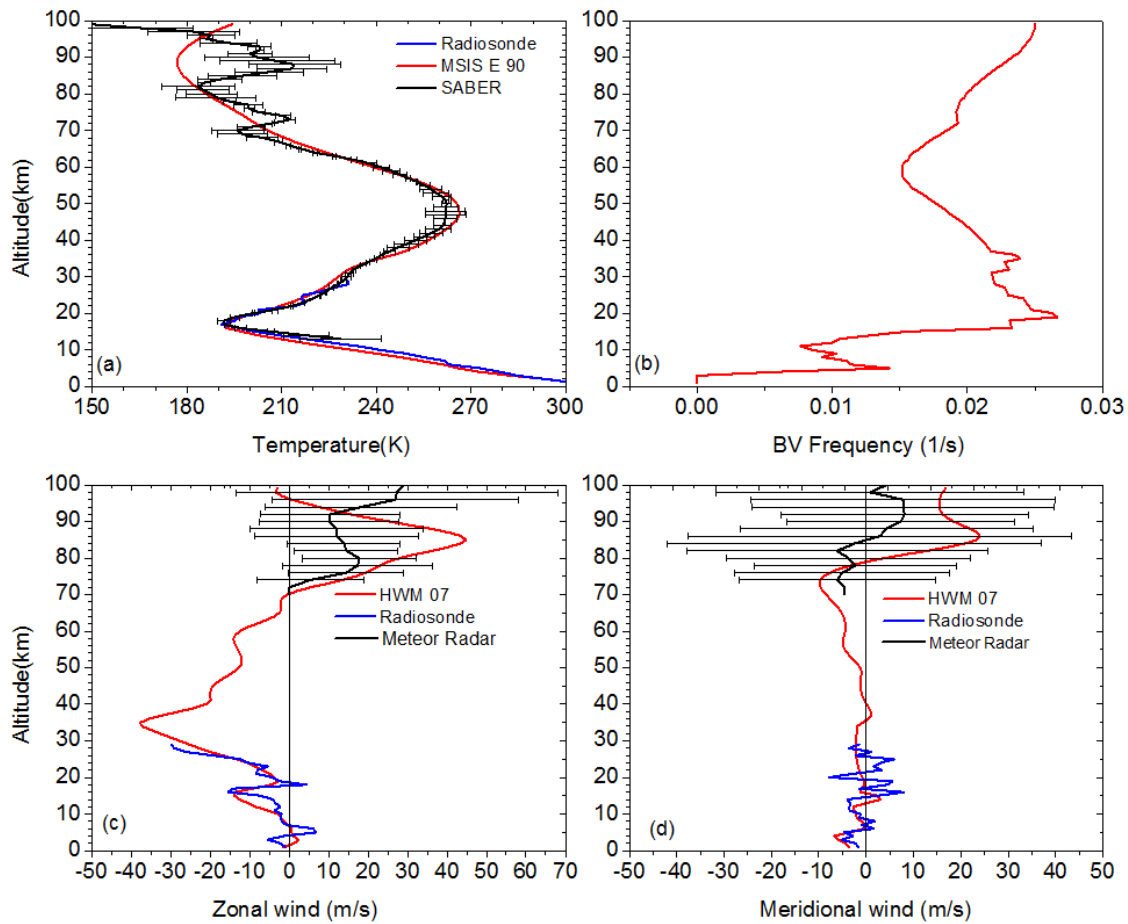 100
90
80
70
60
50
40
30
20
10
0
Altitude(km)
Radiosonde
MSIS E 90
SABER
(a)
150 180 210 240 270 300
Temperature(K)
100
90
80
70
60
50
40
30
20
10
0
(b)
0.00 0.01 0.02 0.03
BV Frequency (1/s)
100
90
80
70
60
50
40
30
20
10
0
Altitude(km)
HWM 07
Radiosonde
Meteor Radar
(c)
-50 -40 -30 -20 -10 0 10 20 30 40 50 60 70
Zonal wind (m/s)
100
90
80
70
60
50
40
30
20
10
0
HWM 07
Radiosonde
Meteor Radar
(d)
-50 -40 -30 -20 -10 0 10 20 30 40 50
Meridional wind (m/s)